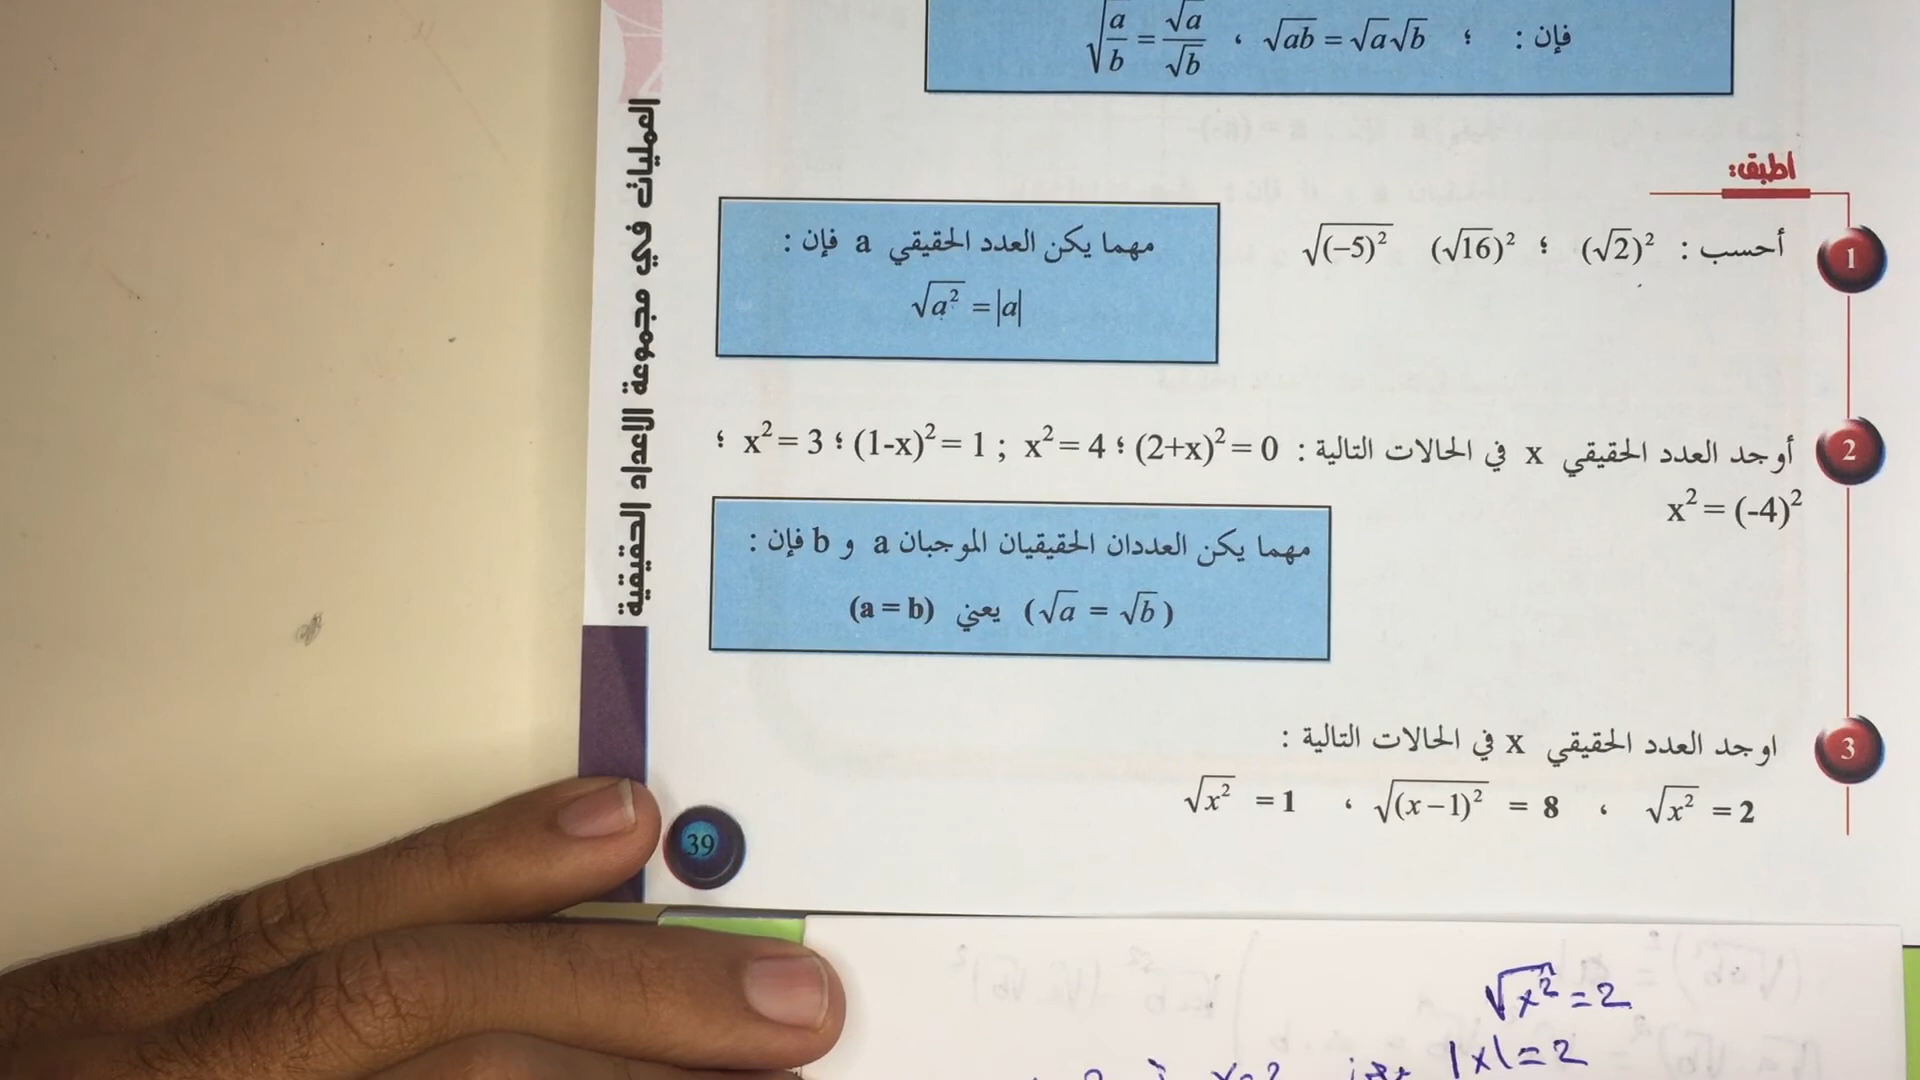 فإن : ؛ √ab = √a√b ، √(a/b) = √a/√b
العمليات في مجموعة الأعداد الحقيقية
اطبق:
1 أحسب : (√2)² ؛ (√16)² √(−5)²
مهما يكن العدد الحقيقي a فإن :
√a² = |a|
2 أوجد العدد الحقيقي x في الحالات التالية : (2+x)² = 0 ؛ x² = 4 ; (1-x)² = 1 ؛ x² = 3 ؛
x² = (-4)²
مهما يكن العددان الحقيقيان الموجبان a و b فإن :
(√a = √b) يعني (a = b)
3 اوجد العدد الحقيقي x في الحالات التالية :
√x² = 2 ، √(x−1)² = 8 ، √x² = 1
39
√x² = 2
|x| = 2